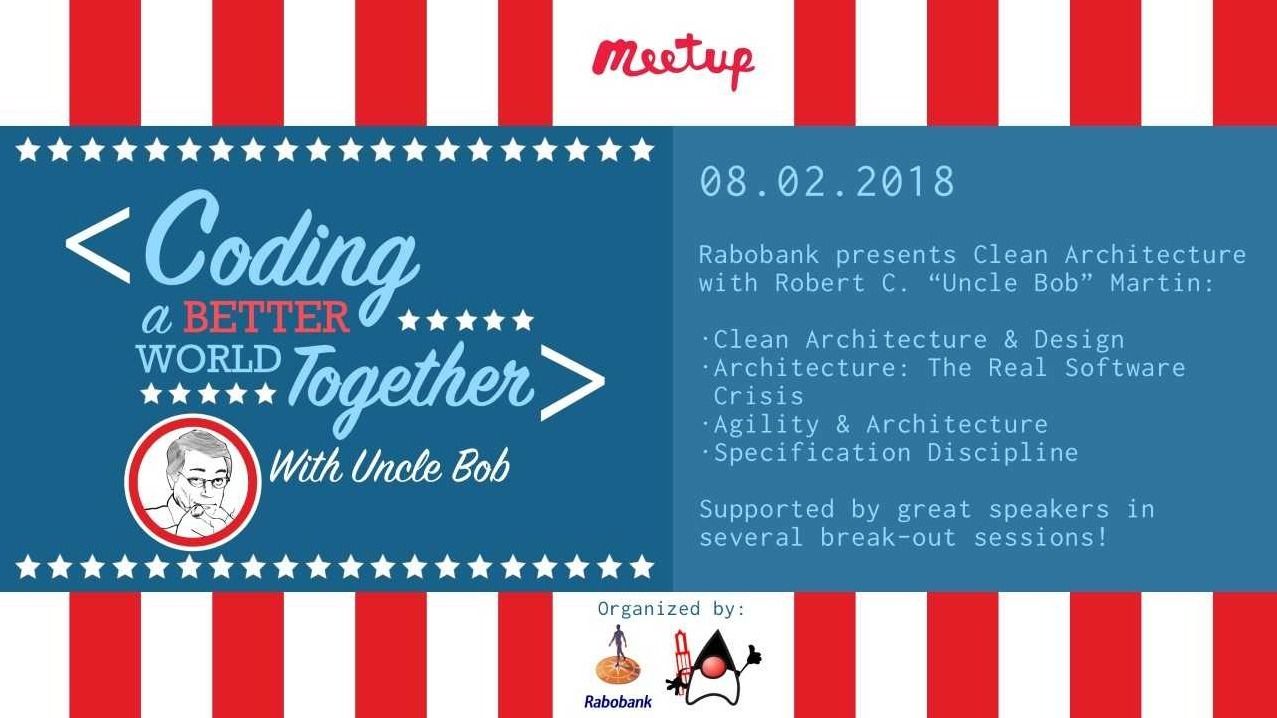 meetup
<Coding
a BETTER
WORLD Together>
With Uncle Bob
08.02.2018
Rabobank presents Clean Architecture
with Robert C. “Uncle Bob” Martin:
·Clean Architecture & Design
·Architecture: The Real Software
Crisis
·Agility & Architecture
·Specification Discipline
Supported by great speakers in
several break-out sessions!
Organized by:
Rabobank